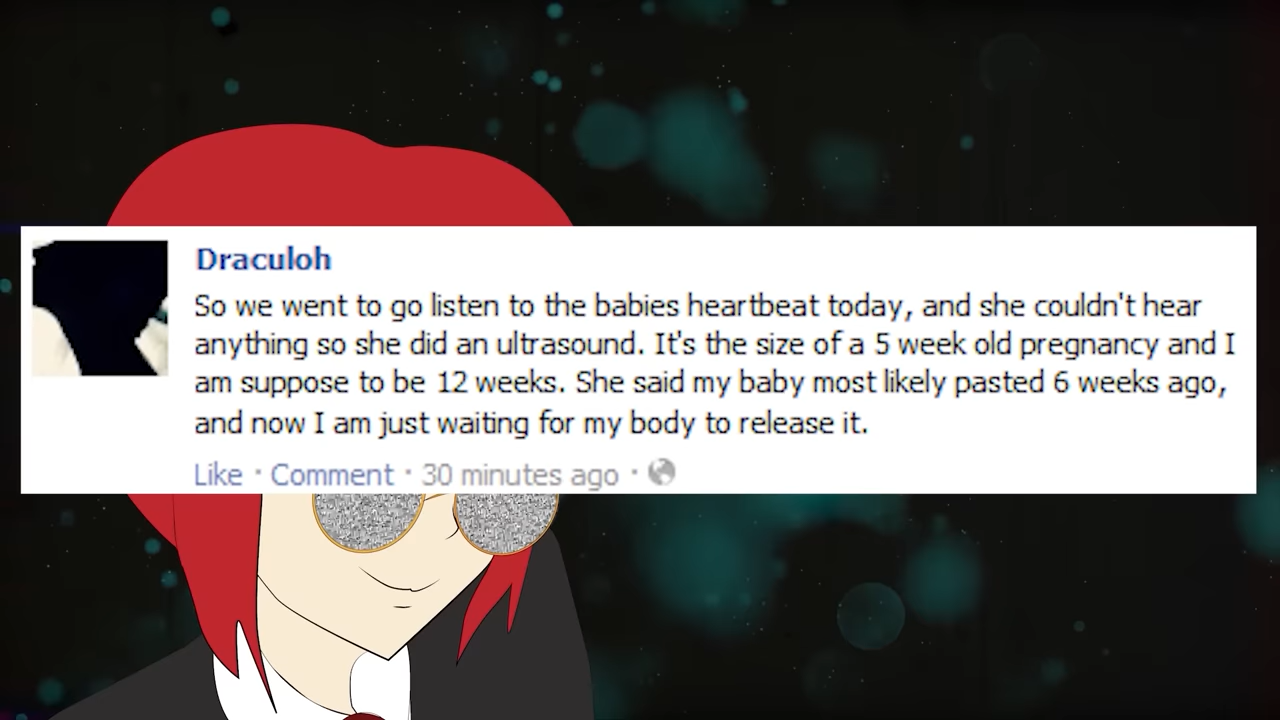 Draculoh
So we went to go listen to the babies heartbeat today, and she couldn't hear
anything so she did an ultrasound. It's the size of a 5 week old pregnancy and I
am suppose to be 12 weeks. She said my baby most likely pasted 6 weeks ago,
and now I am just waiting for my body to release it.
Like · Comment · 30 minutes ago ·